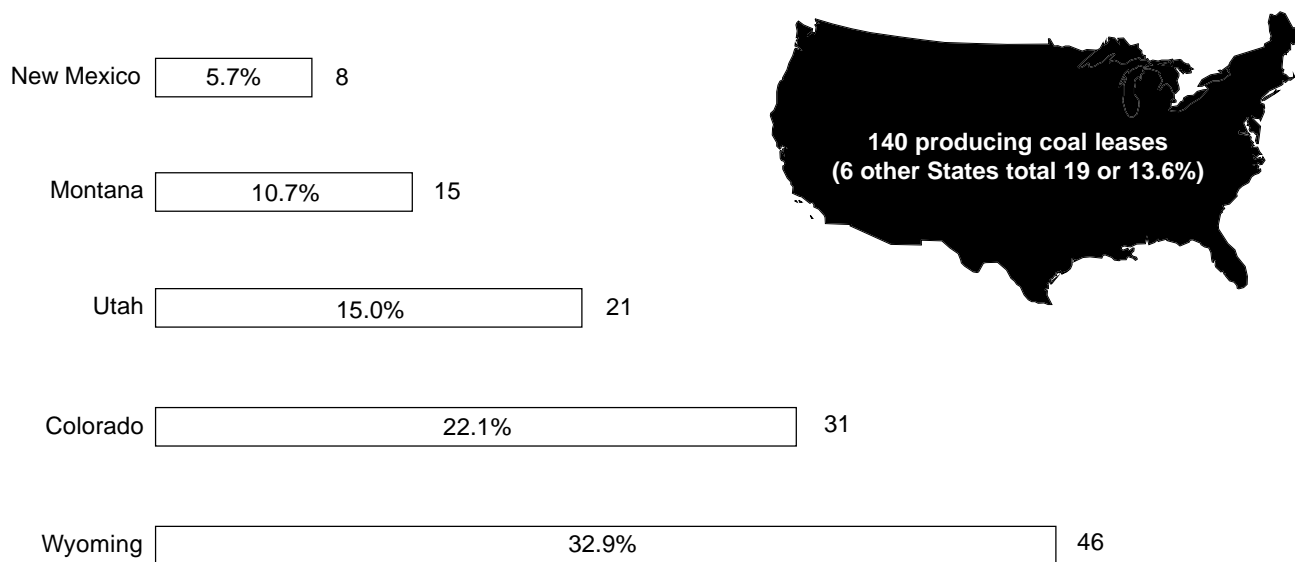 New Mexico 5.7% 8
140 producing coal leases
(6 other States total 19 or 13.6%)
Montana 10.7% 15
Utah 15.0% 21
Colorado 22.1% 31
Wyoming 32.9% 46